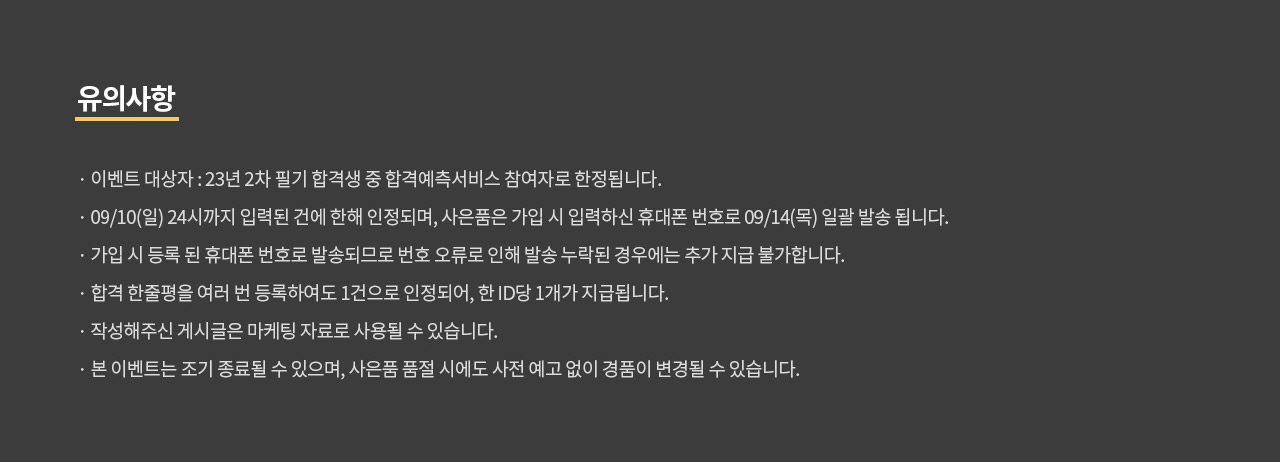 유의사항
· 이벤트 대상자 : 23년 2차 필기 합격생 중 합격예측서비스 참여자로 한정됩니다.
· 09/10(일) 24시까지 입력된 건에 한해 인정되며, 사은품은 가입 시 입력하신 휴대폰 번호로 09/14(목) 일괄 발송 됩니다.
· 가입 시 등록 된 휴대폰 번호로 발송되므로 번호 오류로 인해 발송 누락된 경우에는 추가 지급 불가합니다.
· 합격 한줄평을 여러 번 등록하여도 1건으로 인정되어, 한 ID당 1개가 지급됩니다.
· 작성해주신 게시글은 마케팅 자료로 사용될 수 있습니다.
· 본 이벤트는 조기 종료될 수 있으며, 사은품 품절 시에도 사전 예고 없이 경품이 변경될 수 있습니다.